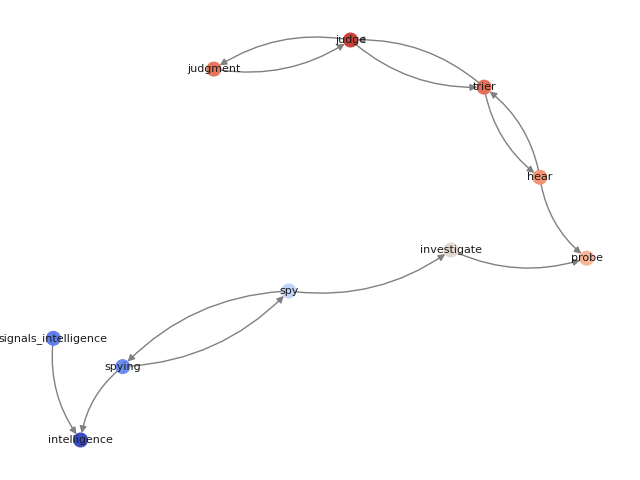 judge
judgment
trier
hear
investigate
probe
spy
signals_intelligence
spying
intelligence